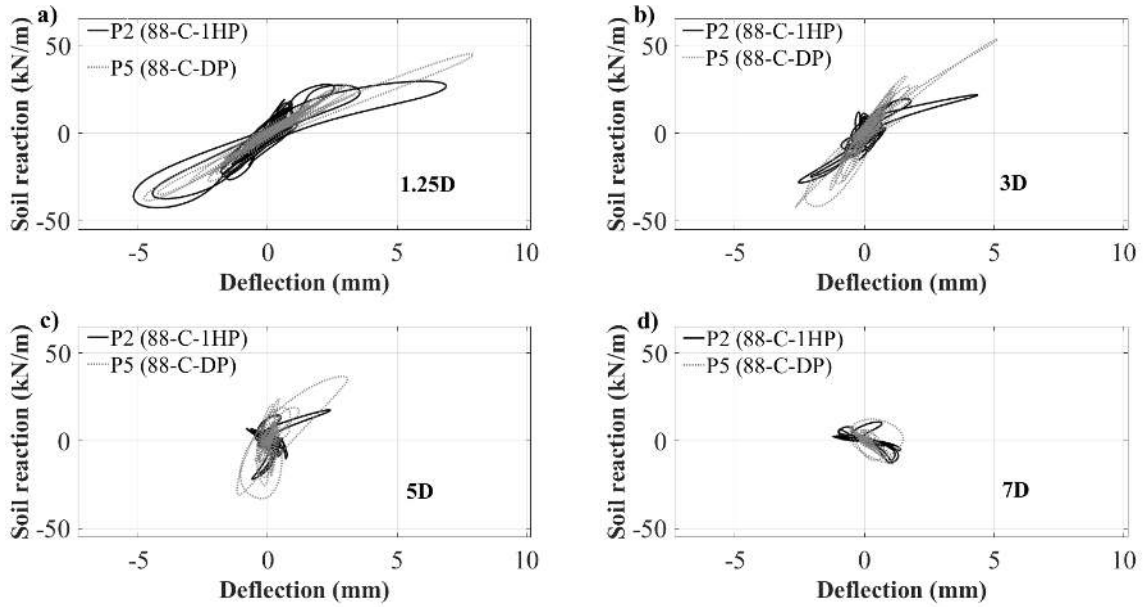 a)
P2 (88-C-1HP)
P5 (88-C-DP)
50
0
-50
Soil reaction (kN/m)
1.25D
-5 0 5 10
Deflection (mm)
b)
P2 (88-C-1HP)
P5 (88-C-DP)
50
0
-50
Soil reaction (kN/m)
3D
-5 0 5 10
Deflection (mm)
c)
P2 (88-C-1HP)
P5 (88-C-DP)
50
0
-50
Soil reaction (kN/m)
5D
-5 0 5 10
Deflection (mm)
d)
P2 (88-C-1HP)
P5 (88-C-DP)
50
0
-50
Soil reaction (kN/m)
7D
-5 0 5 10
Deflection (mm)